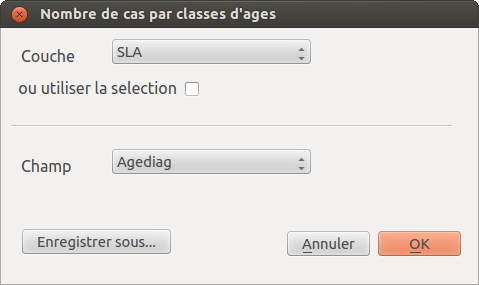 Nombre de cas par classes d'ages
Couche SLA
ou utiliser la selection
Champ Agediag
Enregistrer sous... Annuler OK